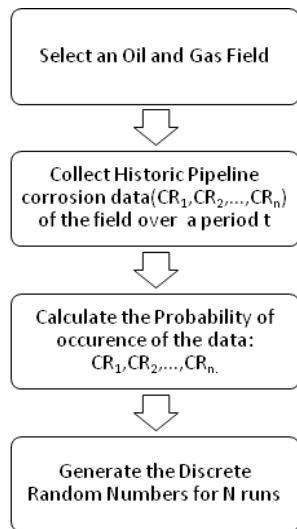 Select an Oil and Gas Field
Collect Historic Pipeline
corrosion data(CR₁,CR₂,...,CRₙ)
of the field over a period t
Calculate the Probability of
occurence of the data:
CR₁,CR₂,...,CRₙ.
Generate the Discrete
Random Numbers for N runs